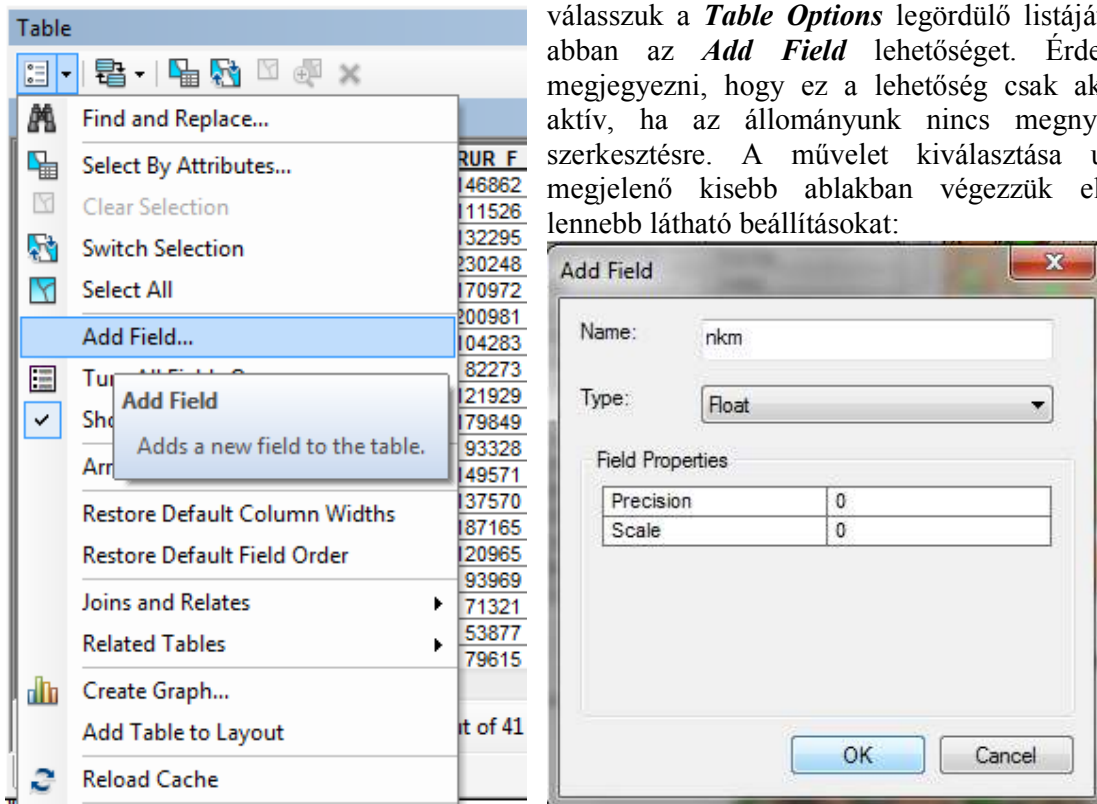 Table
Find and Replace...
Select By Attributes...
Clear Selection
Switch Selection
Select All
Add Field...
Add Field
Adds a new field to the table.
Restore Default Column Widths
Restore Default Field Order
Joins and Relates
Related Tables
Create Graph...
Add Table to Layout
Reload Cache
RUR_F
146862
111526
132295
230248
170972
200981
104283
82273
121929
179849
93328
149571
137570
187165
120965
93969
71321
53877
79615
of 41
válasszuk a Table Options legördülő
abban az Add Field lehetőséget.
megjegyezni, hogy ez a lehetőség csak
aktív, ha az állományunk nincs
szerkesztésre. A művelet kiválasztása
megjelenő kisebb ablakban végezzük
lennebb látható beállításokat:
Add Field
Name: nkm
Type: Float
Field Properties
Precision 0
Scale 0
OK Cancel